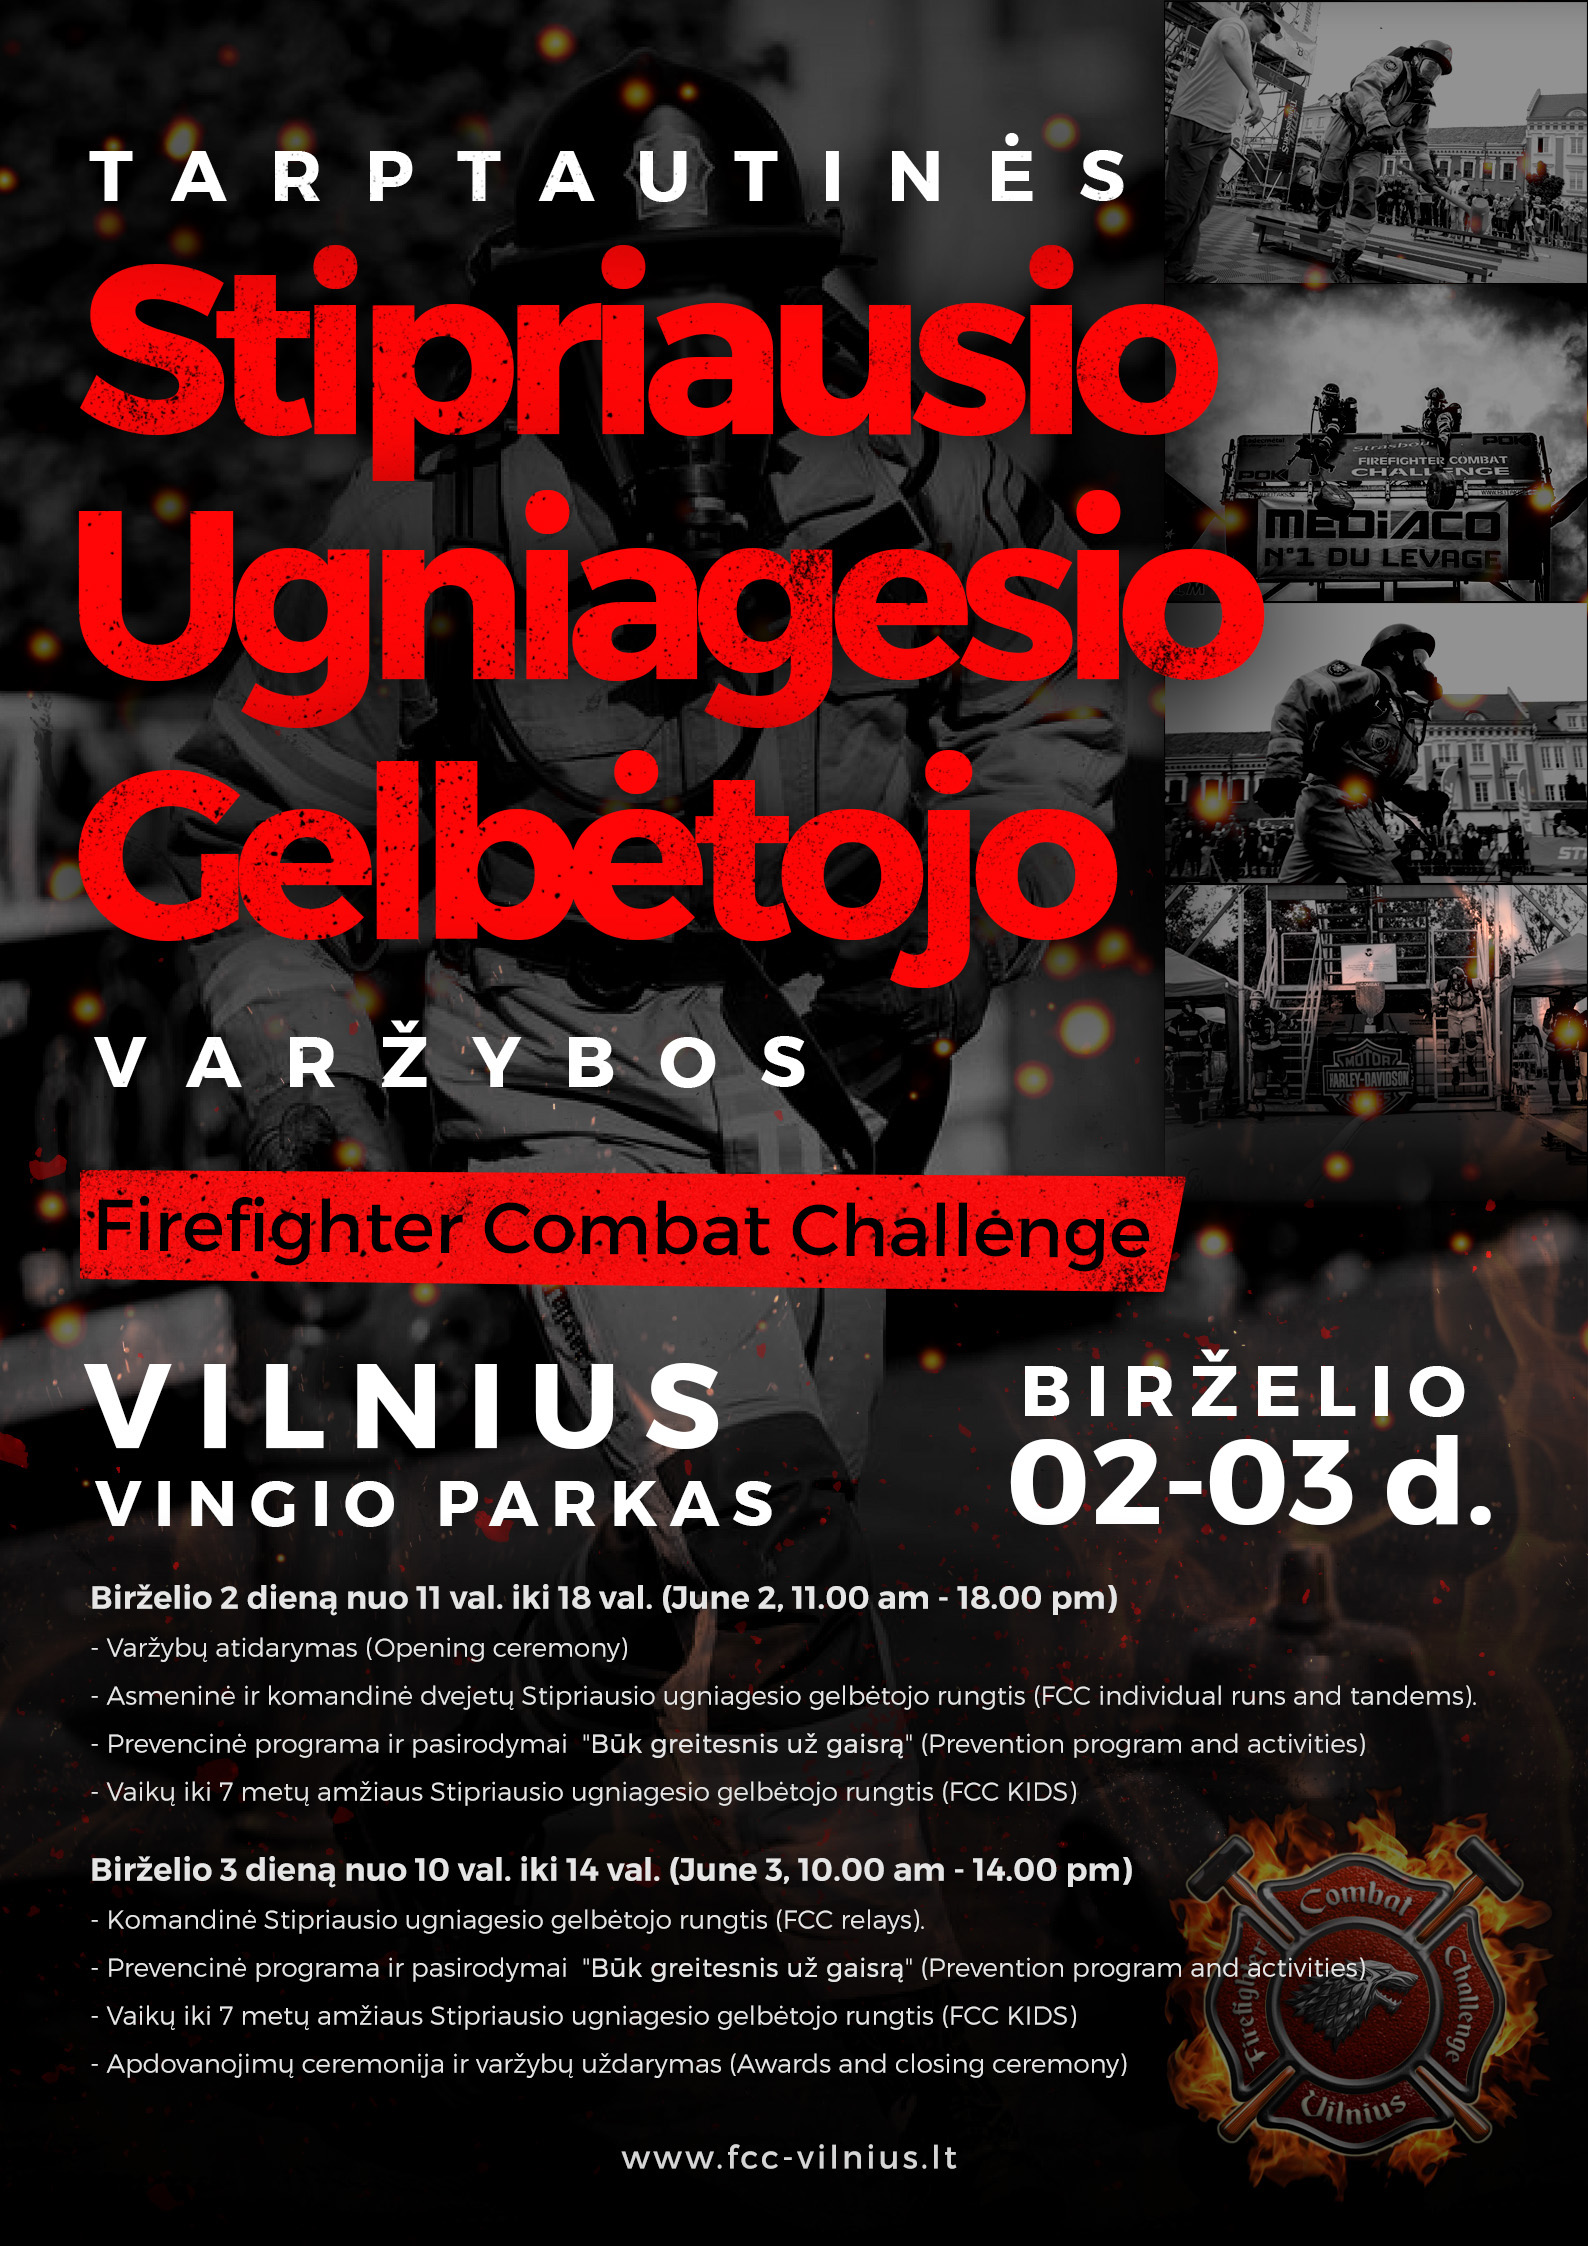 TARPTAUTINĖS
Stipriausio
Ugniagesio
Gelbėtojo
VARŽYBOS
Firefighter Combat Challenge
VILNIUS
VINGIO PARKAS
BIRŽELIO
02-03 d.
Birželio 2 dieną nuo 11 val. iki 18 val. (June 2, 11.00 am - 18.00 pm)
- Varžybų atidarymas (Opening ceremony)
- Asmeninė ir komandinė dvejetų Stipriausio ugniagesio gelbėtojo rungtis (FCC individual runs and tandems).
- Prevencinė programa ir pasirodymai "Būk greitesnis už gaisrą" (Prevention program and activities)
- Vaikų iki 7 metų amžiaus Stipriausio ugniagesio gelbėtojo rungtis (FCC KIDS)
Birželio 3 dieną nuo 10 val. iki 14 val. (June 3, 10.00 am - 14.00 pm)
- Komandinė Stipriausio ugniagesio gelbėtojo rungtis (FCC relays).
- Prevencinė programa ir pasirodymai "Būk greitesnis už gaisrą" (Prevention program and activities)
- Vaikų iki 7 metų amžiaus Stipriausio ugniagesio gelbėtojo rungtis (FCC KIDS)
- Apdovanojimų ceremonija ir varžybų uždarymas (Awards and closing ceremony)
www.fcc-vilnius.lt
POK
POK
FIREFIGHTER COMBAT
CHALLENGE
MEDIACO
N°1 DU LEVAGE
MOTOR
HARLEY-DAVIDSON
Firefighter
Combat
Challenge
Vilnius